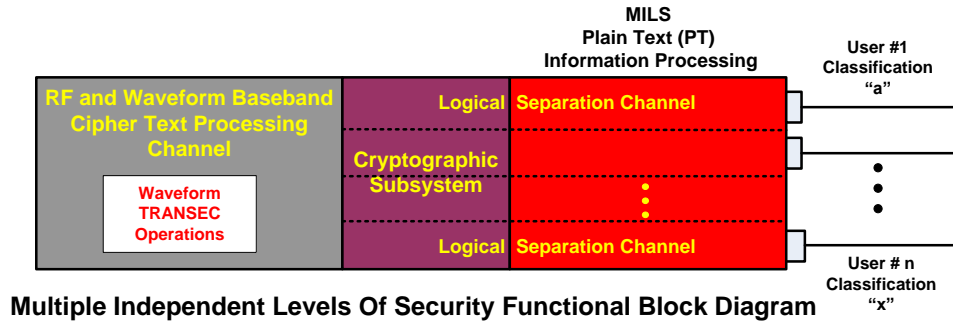 MILS
Plain Text (PT)
Information Processing
User #1
Classification
“a”
RF and Waveform Baseband
Cipher Text Processing
Channel
Waveform
TRANSEC
Operations
Logical Separation Channel
Cryptographic
Subsystem
Logical Separation Channel
User # n
Classification
“x”
Multiple Independent Levels Of Security Functional Block Diagram